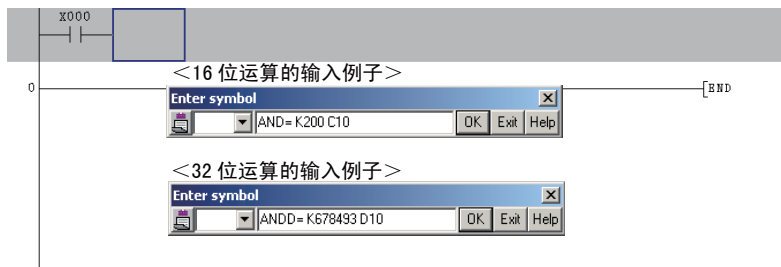 X000
＜16 位运算的输入例子＞
0
END
Enter symbol
AND= K200 C10
OK Exit Help
＜32 位运算的输入例子＞
Enter symbol
ANDD= K678493 D10
OK Exit Help